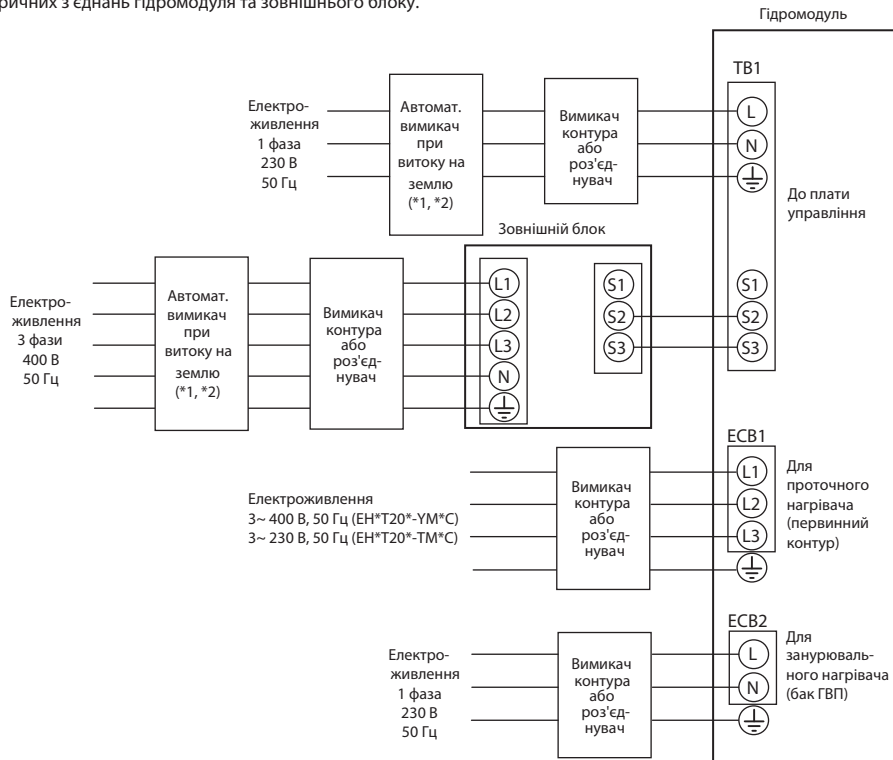 з'єднань гідромодуля та зовнішнього блоку.
Гідромодуль
TB1
Електро-
живлення
1 фаза
230 В
50 Гц
Автомат.
вимикач
при
витоку на
землю
(*1, *2)
Вимикач
контура
або
роз'єд-
нувач
L
N
До плати
управління
S1
S2
S3
Зовнішній блок
Електро-
живлення
3 фази
400 В
50 Гц
Автомат.
вимикач
при
витоку на
землю
(*1, *2)
Вимикач
контура
або
роз'єд-
нувач
L1
L2
L3
N
S1
S2
S3
ECB1
Електроживлення
3~ 400 В, 50 Гц (EH*T20*-YM*C)
3~ 230 В, 50 Гц (EH*T20*-TM*C)
Вимикач
контура
або
роз'єд-
нувач
L1
L2
L3
Для
проточного
нагрівача
(первинний
контур)
ECB2
Електро-
живлення
1 фаза
230 В
50 Гц
Вимикач
контура
або
роз'єд-
нувач
L
N
Для
занурюваль-
ного нагрівача
(бак ГВП)